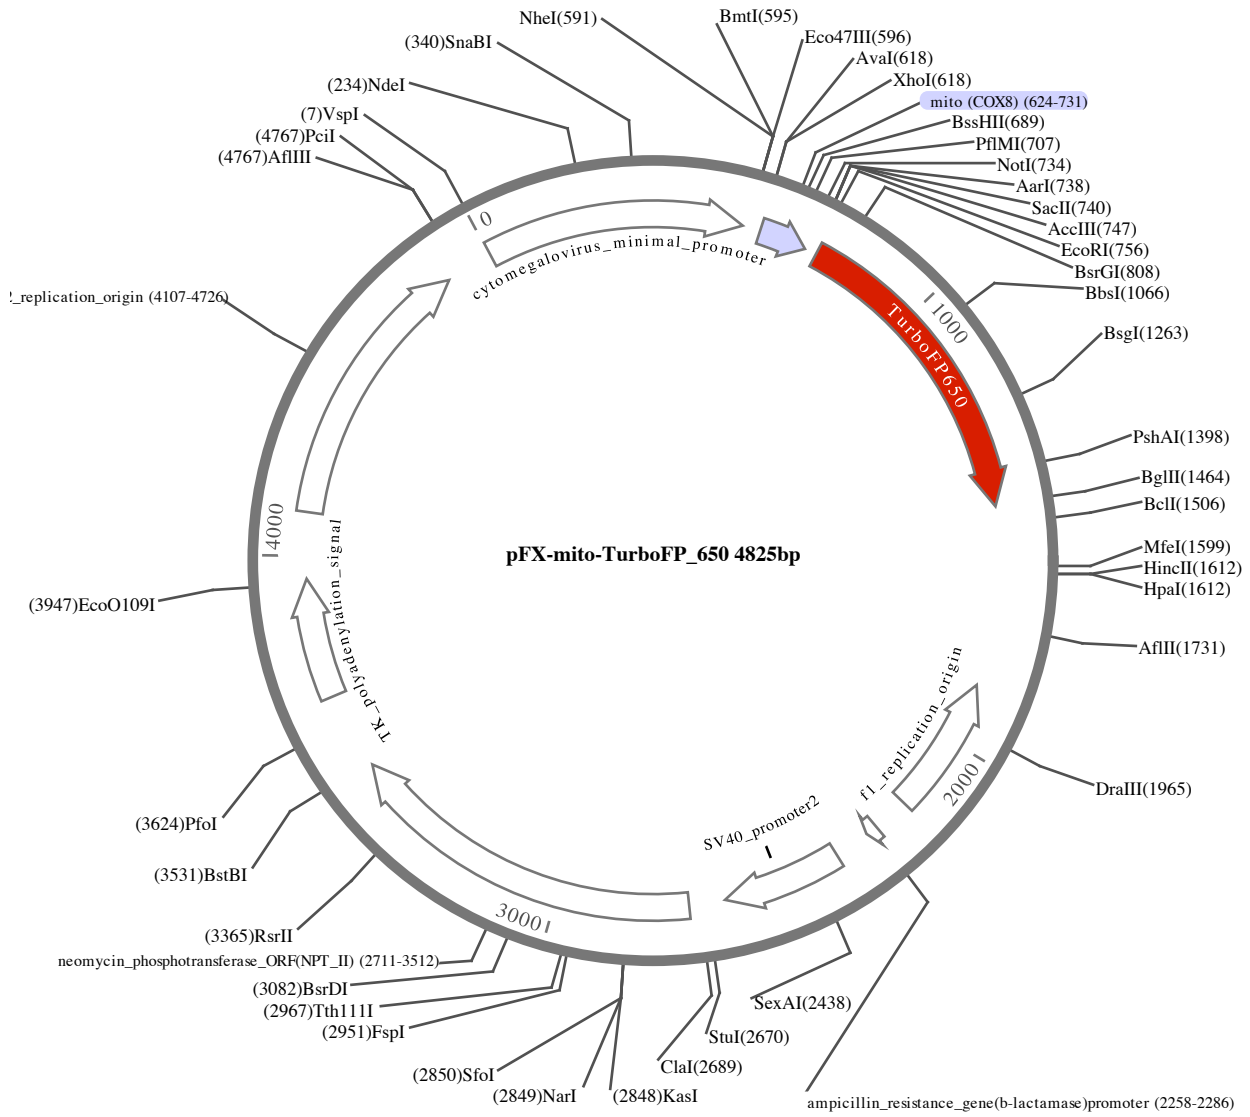 NheI(591)
BmtI(595)
Eco47III(596)
AvaI(618)
XhoI(618)
mito (COX8) (624-731)
BssHII(689)
PflMI(707)
NotI(734)
AarI(738)
SacII(740)
AccIII(747)
EcoRI(756)
BsrGI(808)
BbsI(1066)
BsgI(1263)
PshAI(1398)
BglII(1464)
BclI(1506)
MfeI(1599)
HincII(1612)
HpaI(1612)
AflII(1731)
DraIII(1965)
ampicillin_resistance_gene(b-lactamase)promoter (2258-2286)
SexAI(2438)
StuI(2670)
ClaI(2689)
(2848)KasI
(2849)NarI
(2850)SfoI
(2951)FspI
(2967)Tth111I
(3082)BsrDI
neomycin_phosphotransferase_ORF(NPT_II) (2711-3512)
(3365)RsrII
(3531)BstBI
(3624)PfoI
(3947)EcoO109I
2_replication_origin (4107-4726)
(4767)AflIII
(4767)PciI
(7)VspI
(234)NdeI
(340)SnaBI
0
cytomegalovirus_minimal_promoter
TurboFP650
1000
pFX-mito-TurboFP_650 4825bp
f1_replication_origin
2000
SV40_promoter2
3000
TK_polyadenylation_signal
4000